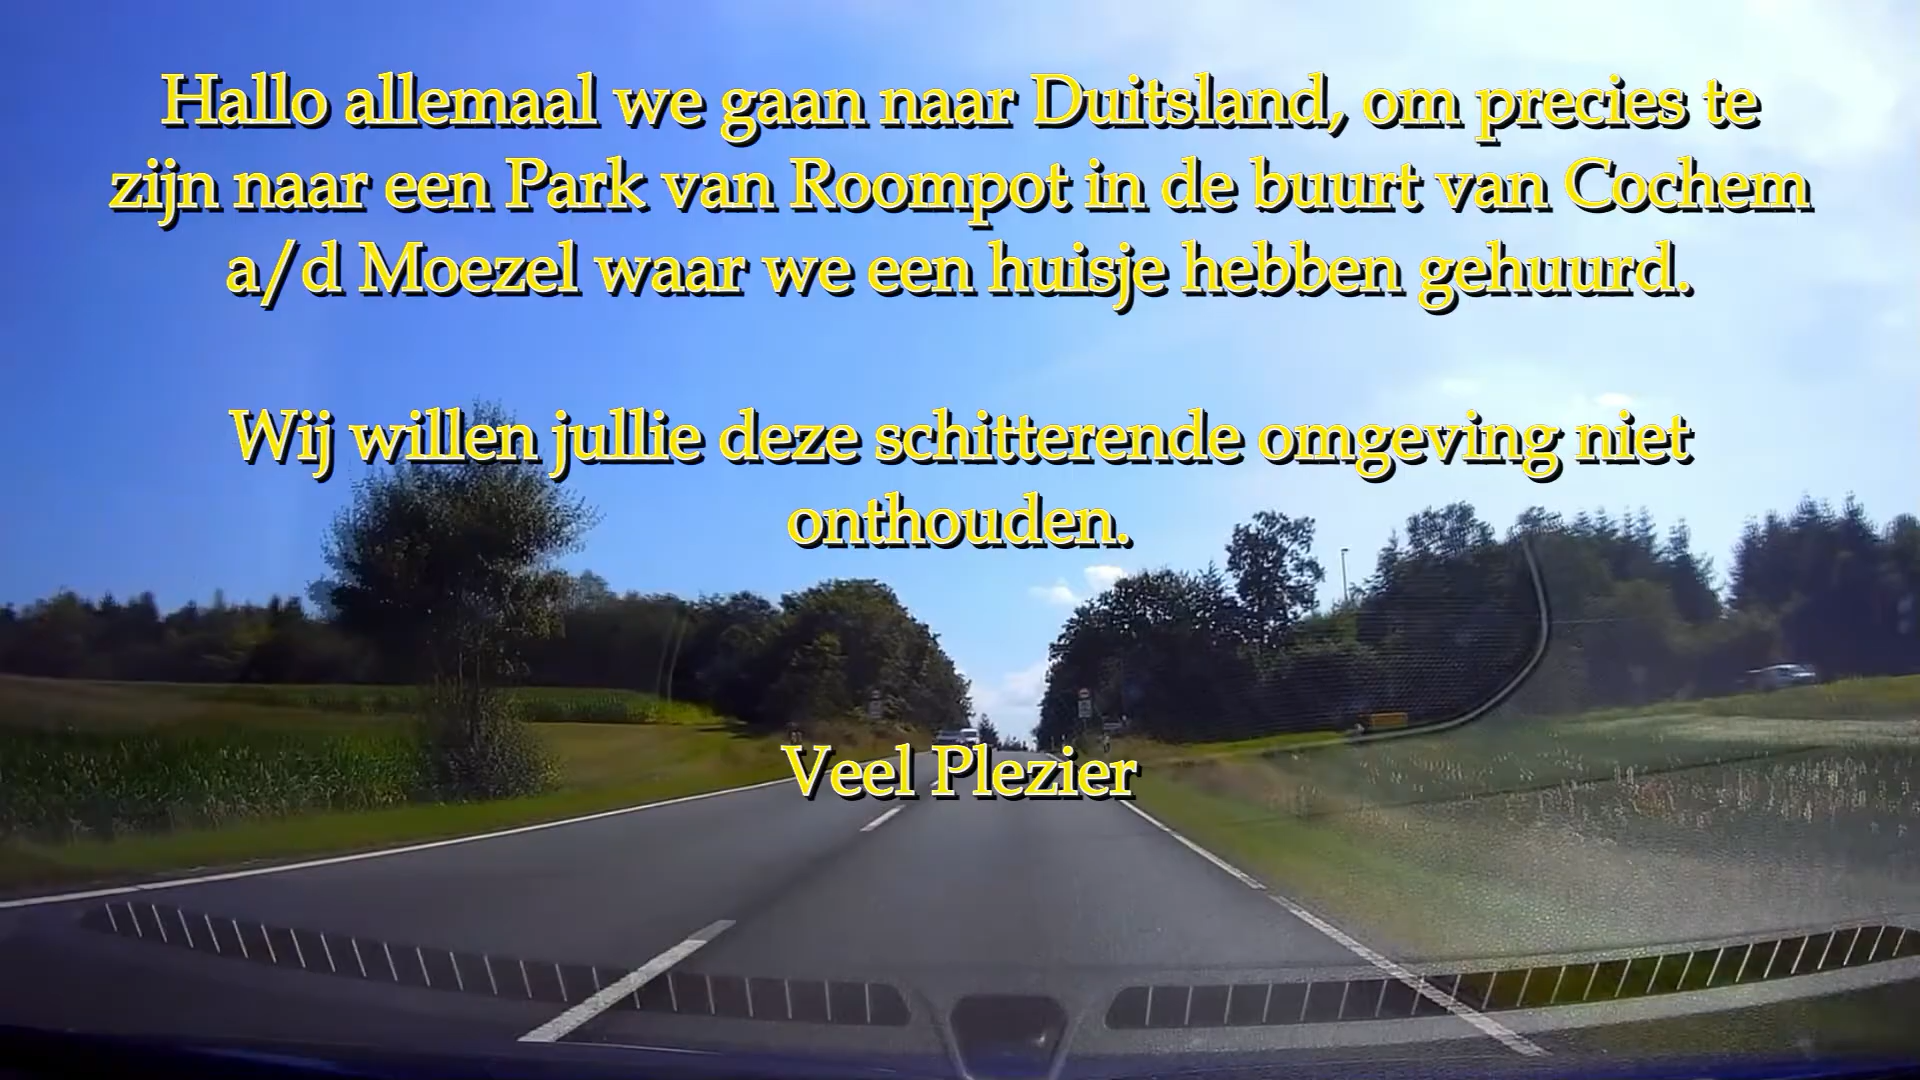 Hallo allemaal we gaan naar Duitsland, om precies te
zijn naar een Park van Roompot in de buurt van Cochem
a/d Moezel waar we een huisje hebben gehuurd.
Wij willen jullie deze schitterende omgeving niet
onthouden.
Veel Plezier